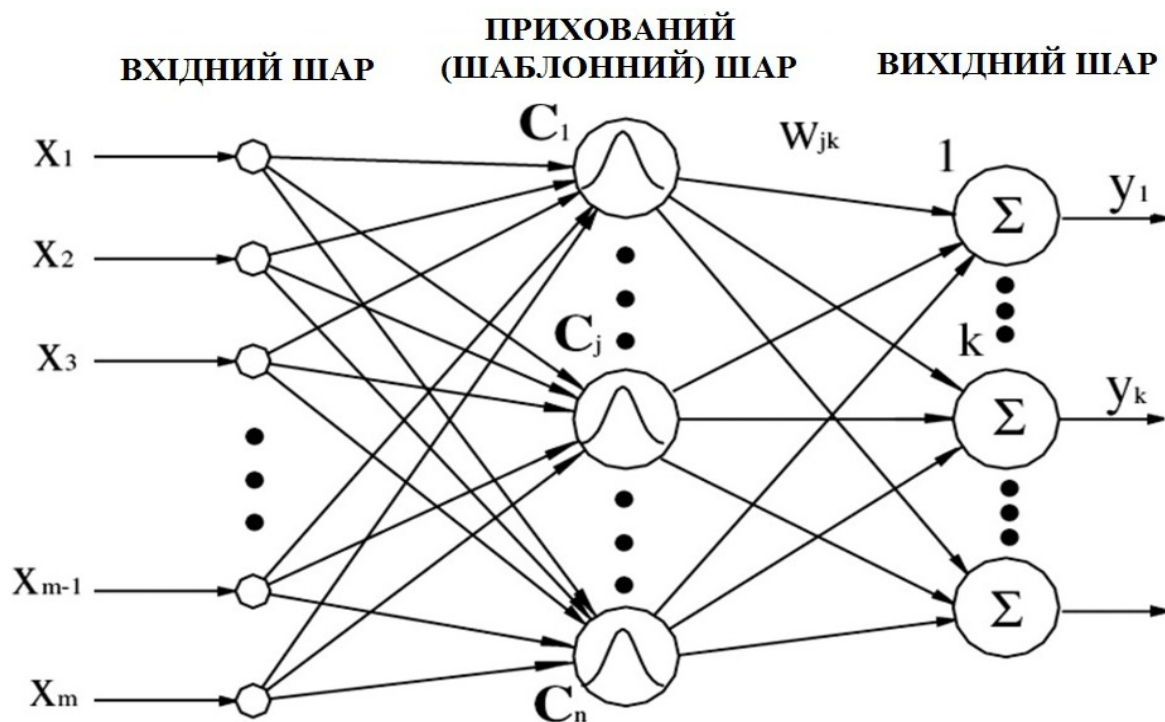 ВХІДНИЙ ШАР
ПРИХОВАНИЙ
(ШАБЛОННИЙ) ШАР
ВИХІДНИЙ ШАР
X1
X2
X3
Xm-1
Xm
C1
Cj
Cn
Wjk
1
Σ
y1
k
Σ
yk
Σ